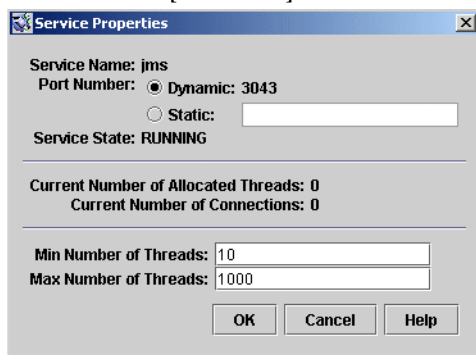 Service Properties
Service Name: jms
Port Number: Dynamic: 3043
Static:
Service State: RUNNING
Current Number of Allocated Threads: 0
Current Number of Connections: 0
Min Number of Threads: 10
Max Number of Threads: 1000
OK Cancel Help